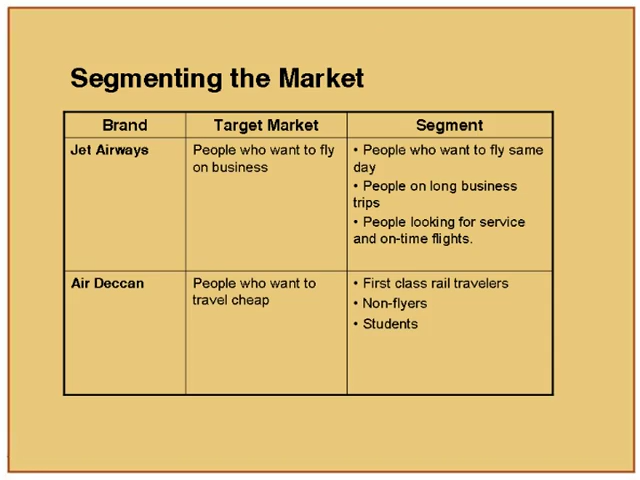 Segmenting the Market
Brand
Target Market
Segment
Jet Airways
People who want to fly
on business
• People who want to fly same
day
• People on long business
trips
• People looking for service
and on-time flights.
Air Deccan
People who want to
travel cheap
• First class rail travelers
• Non-flyers
• Students